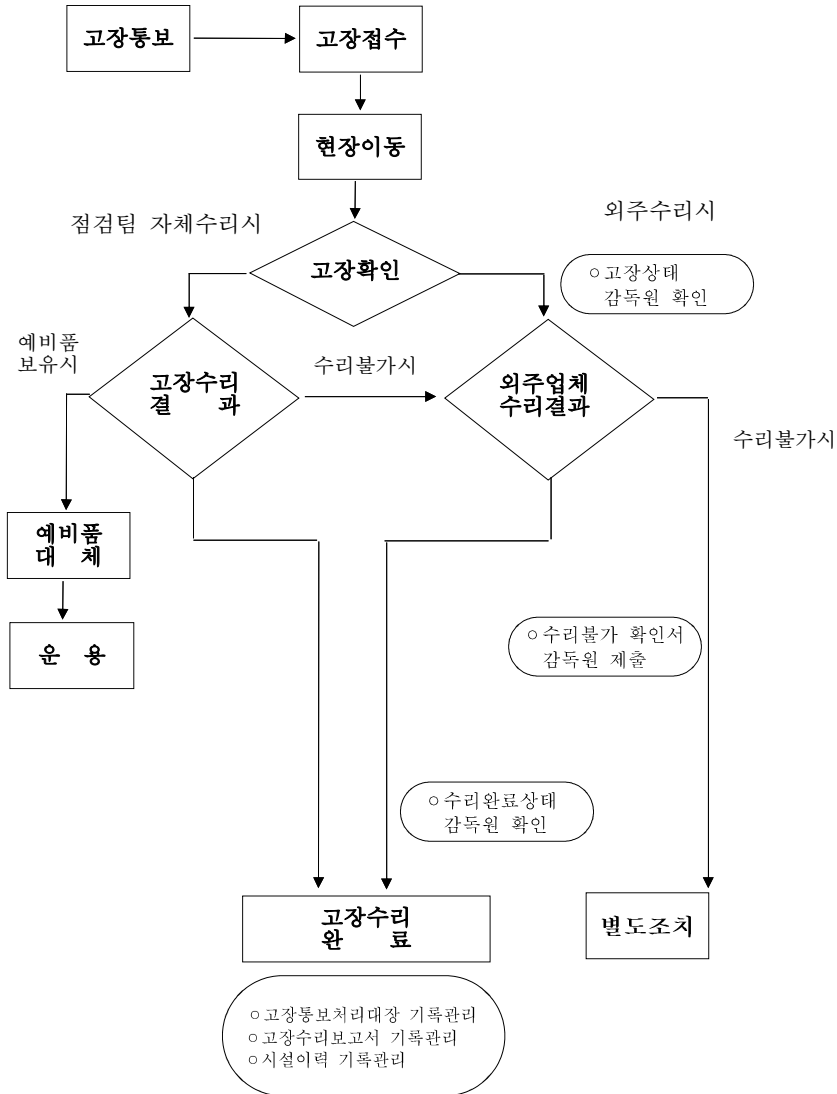 고장통보
고장접수
현장이동
점검팀 자체수리시
외주수리시
고장확인
○고장상태
감독원 확인
예비품
보유시
고장수리
결 과
수리불가시
외주업체
수리결과
수리불가시
예비품
대 체
운 용
○수리불가 확인서
감독원 제출
○수리완료상태
감독원 확인
고장수리
완 료
별도조치
○고장통보처리대장 기록관리
○고장수리보고서 기록관리
○시설이력 기록관리